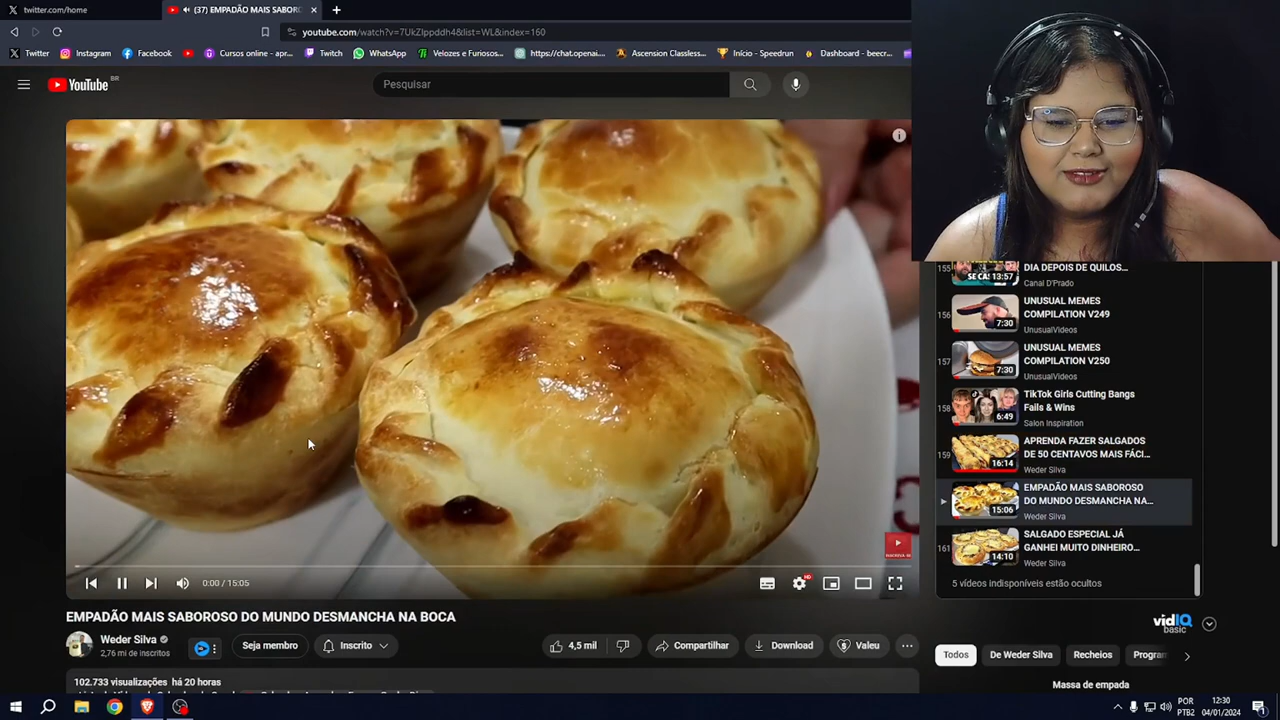 twitter.com/home
(37) EMPADÃO MAIS SABOROS
youtube.com/watch?v=7UkZIppddh4&list=WL&index=160
Twitter Instagram Facebook Cursos online - apr... Twitch WhatsApp Velozes e Furiosos... https://chat.openai.... Ascension Classless... Início - Speedrun Dashboard - beecr...
YouTube BR
Pesquisar
155
SE CA! 13:57
DIA DEPOIS DE QUILOS...
Canal D'Prado
156
7:30
UNUSUAL MEMES
COMPILATION V249
UnusualVideos
157
7:30
UNUSUAL MEMES
COMPILATION V250
UnusualVideos
158
6:49
TikTok Girls Cutting Bangs
Fails & Wins
Salon Inspiration
159
16:14
APRENDA FAZER SALGADOS
DE 50 CENTAVOS MAIS FÁCI...
Weder Silva
15:06
EMPADÃO MAIS SABOROSO
DO MUNDO DESMANCHA NA...
Weder Silva
161
14:10
SALGADO ESPECIAL JÁ
GANHEI MUITO DINHEIRO...
Weder Silva
5 vídeos indisponíveis estão ocultos
0:00 / 15:05
HD
EMPADÃO MAIS SABOROSO DO MUNDO DESMANCHA NA BOCA
Weder Silva
2,76 mi de inscritos
Seja membro
Inscrito
4,5 mil
Compartilhar
Download
Valeu
vidIQ
basic
Todos De Weder Silva Recheios Program
102.733 visualizações há 20 horas
Massa de empada
POR
PTB2
12:30
04/01/2024